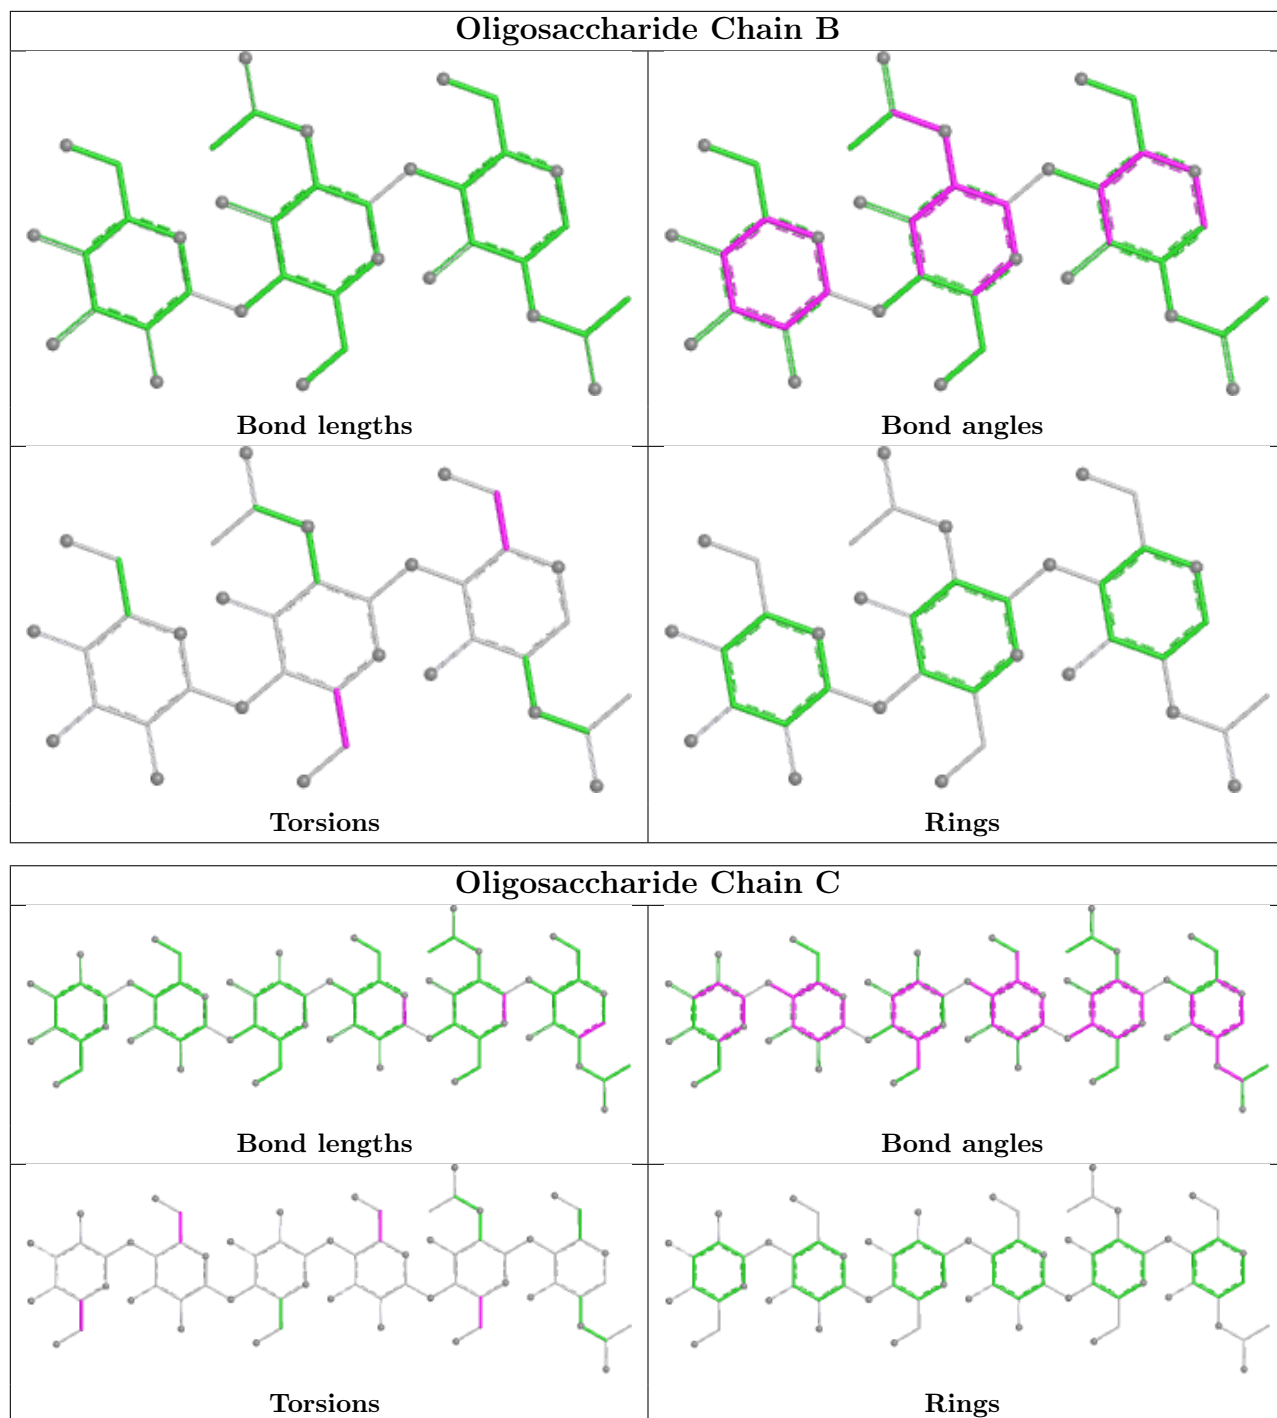 Oligosaccharide Chain B
Bond lengths
Bond angles
Torsions
Rings
Oligosaccharide Chain C
Bond lengths
Bond angles
Torsions
Rings